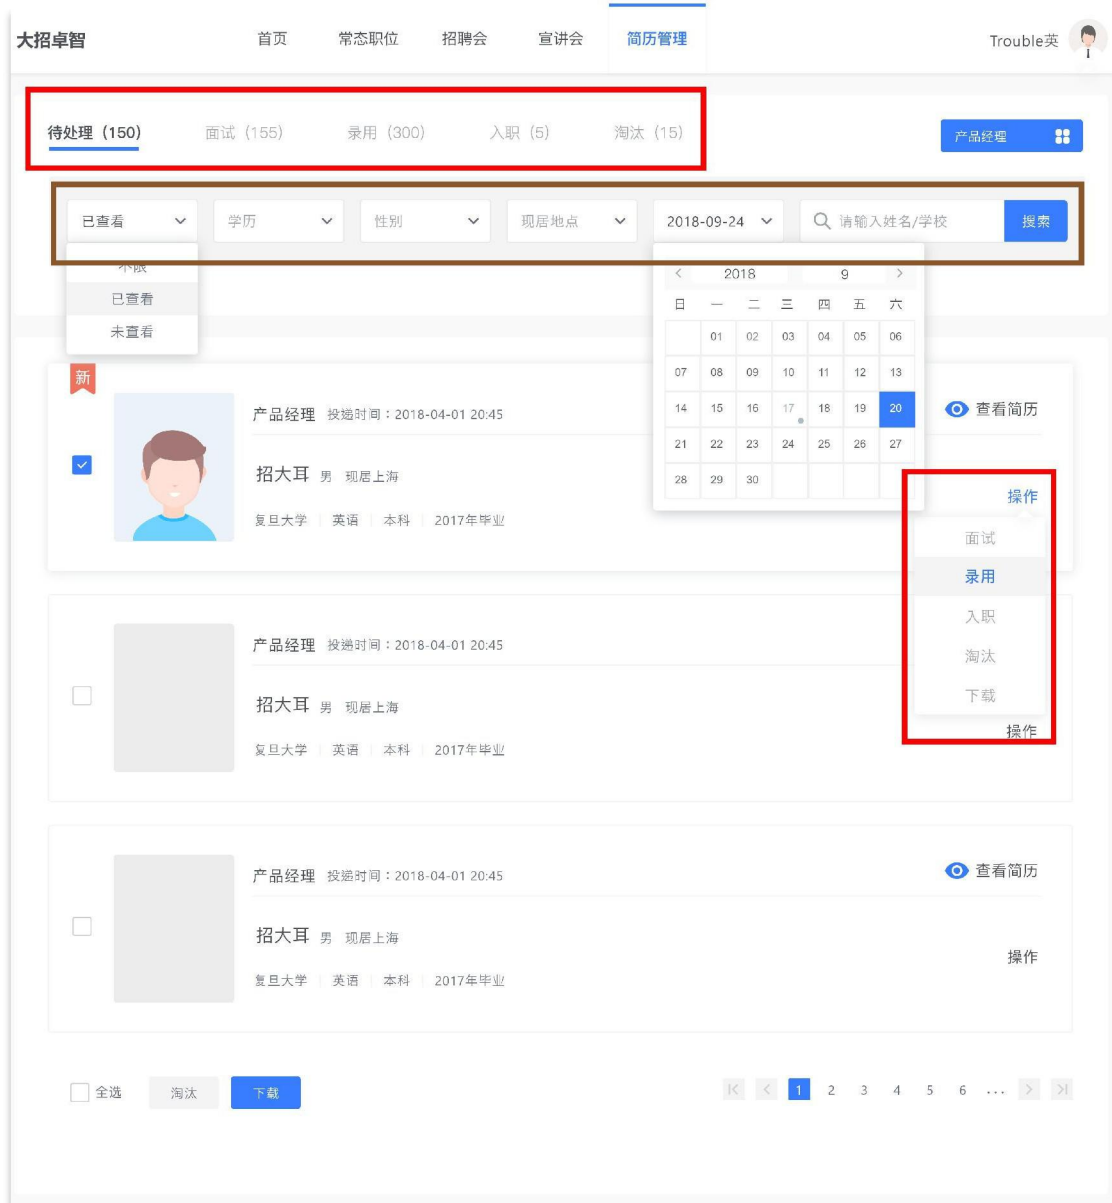 大招卓智 首页 常态职位 招聘会 宣讲会 简历管理 Trouble英
待处理（150） 面试（155） 录用（300） 入职（5） 淘汰（15） 产品经理
已查看 学历 性别 现居地点 2018-09-24 请输入姓名/学校 搜索
不限
已查看
未查看
< 2018 9 >
日 一 二 三 四 五 六
01 02 03 04 05 06
07 08 09 10 11 12 13
14 15 16 17 18 19 20
21 22 23 24 25 26 27
28 29 30
新
产品经理 投递时间：2018-04-01 20:45 查看简历
招大耳 男 现居上海 操作
复旦大学 英语 本科 2017年毕业
面试
录用
入职
淘汰
下载
产品经理 投递时间：2018-04-01 20:45
招大耳 男 现居上海 操作
复旦大学 英语 本科 2017年毕业
产品经理 投递时间：2018-04-01 20:45 查看简历
招大耳 男 现居上海 操作
复旦大学 英语 本科 2017年毕业
全选 淘汰 下载 1 2 3 4 5 6 ...